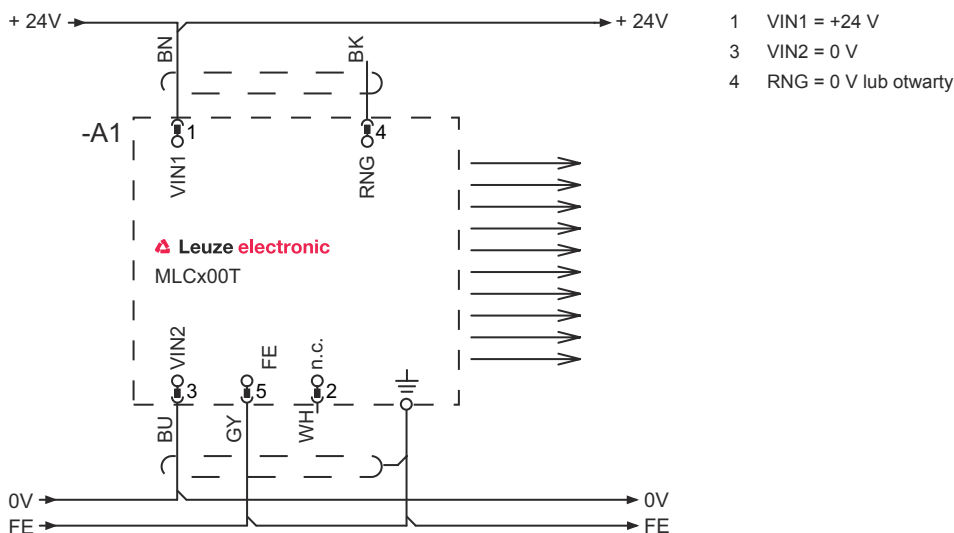 + 24V
+ 24V
BN
BK
-A1
1
4
VIN1
RNG
Leuze electronic
MLCx00T
VIN2
FE
n.c.
3
5
2
BU
GY
WH
0V
0V
FE
FE
1 VIN1 = +24 V
3 VIN2 = 0 V
4 RNG = 0 V lub otwarty